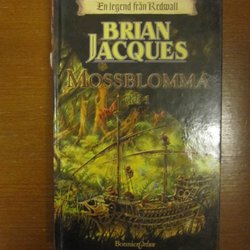 En legend från Redwall
BRIAN
JACQUES
MOSSBLOMMA